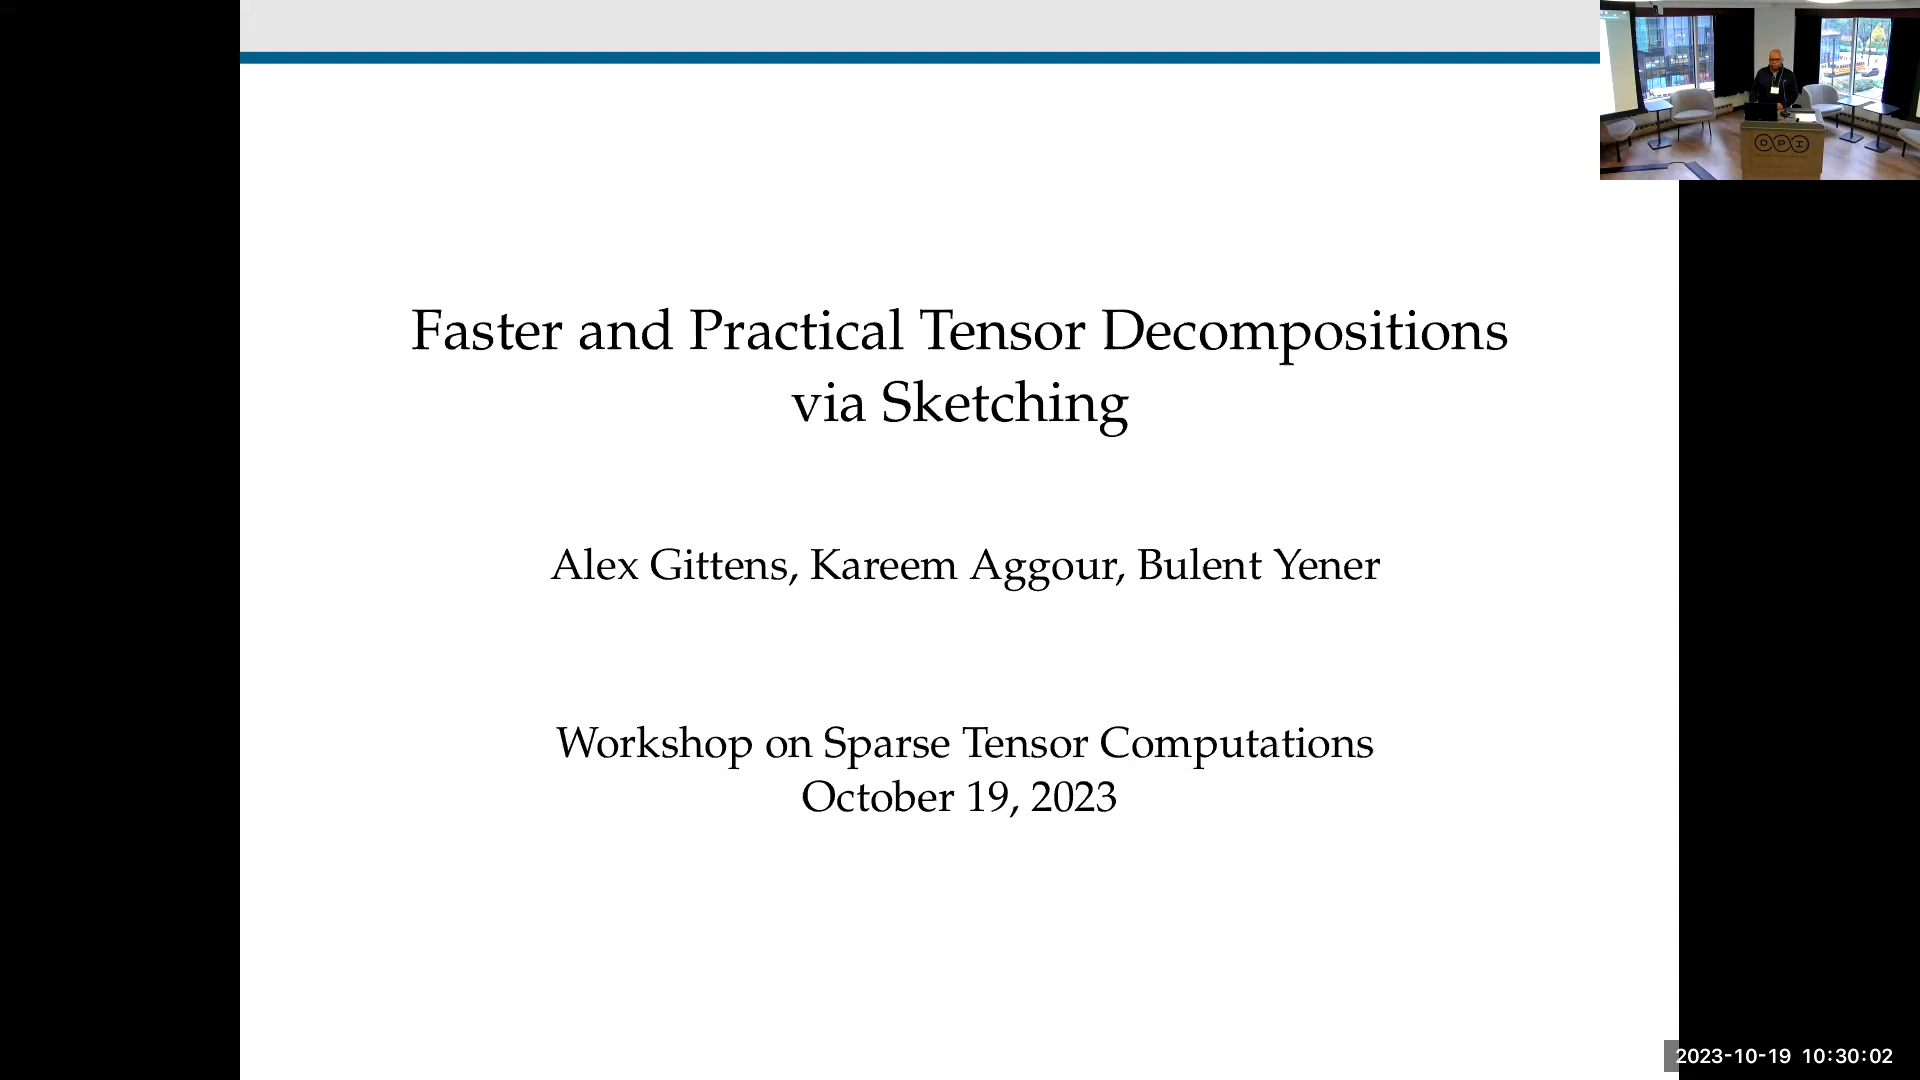 Faster and Practical Tensor Decompositions
via Sketching
Alex Gittens, Kareem Aggour, Bulent Yener
Workshop on Sparse Tensor Computations
October 19, 2023
DPI
2023-10-19 10:30:02